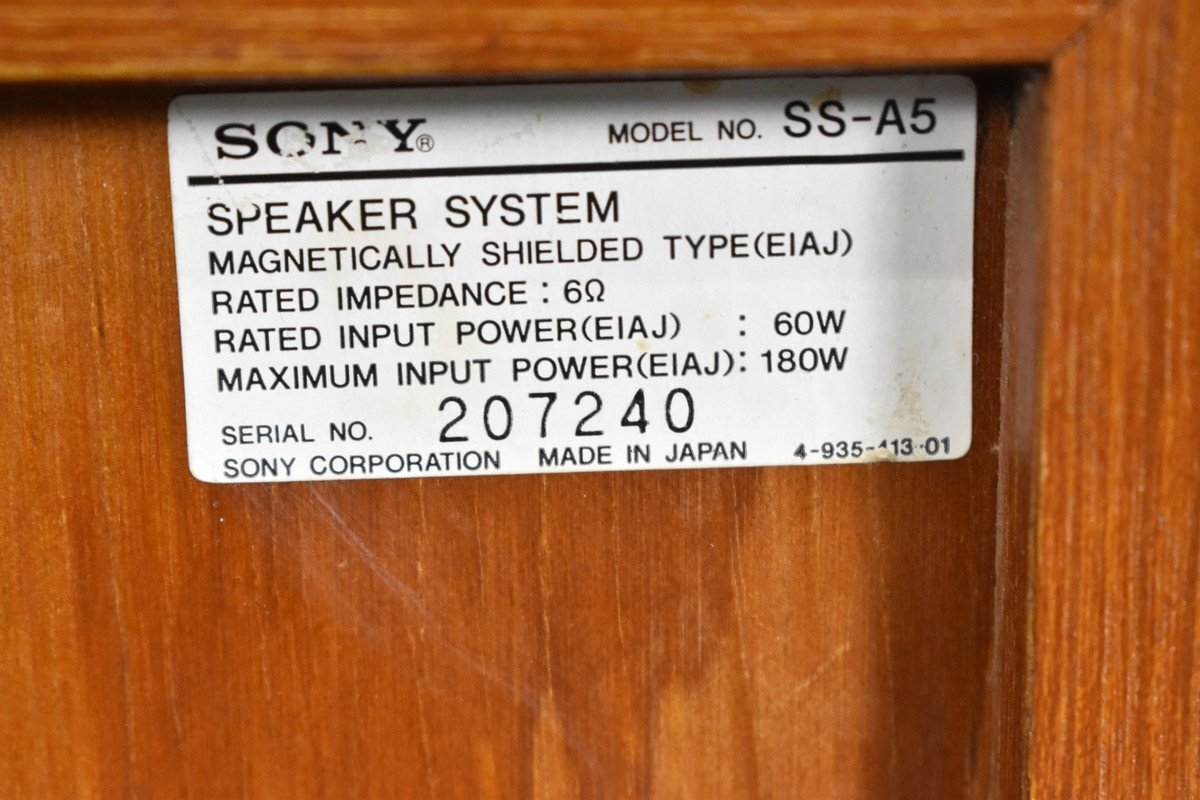 SONY®
MODEL NO. SS-A5
SPEAKER SYSTEM
MAGNETICALLY SHIELDED TYPE(EIAJ)
RATED IMPEDANCE : 6Ω
RATED INPUT POWER(EIAJ) : 60W
MAXIMUM INPUT POWER(EIAJ): 180W
SERIAL NO. 207240
SONY CORPORATION MADE IN JAPAN 4-935-413-01